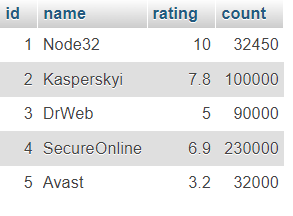 id name rating count
1 Node32 10 32450
2 Kasperskyi 7.8 100000
3 DrWeb 5 90000
4 SecureOnline 6.9 230000
5 Avast 3.2 32000